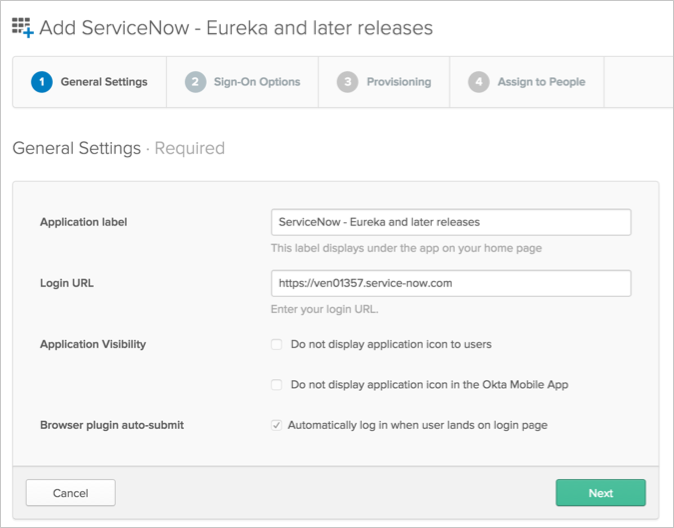 Add ServiceNow - Eureka and later releases
1 General Settings 2 Sign-On Options 3 Provisioning 4 Assign to People
General Settings · Required
Application label ServiceNow - Eureka and later releases
This label displays under the app on your home page
Login URL https://ven01357.service-now.com
Enter your login URL.
Application Visibility Do not display application icon to users
Do not display application icon in the Okta Mobile App
Browser plugin auto-submit Automatically log in when user lands on login page
Cancel Next